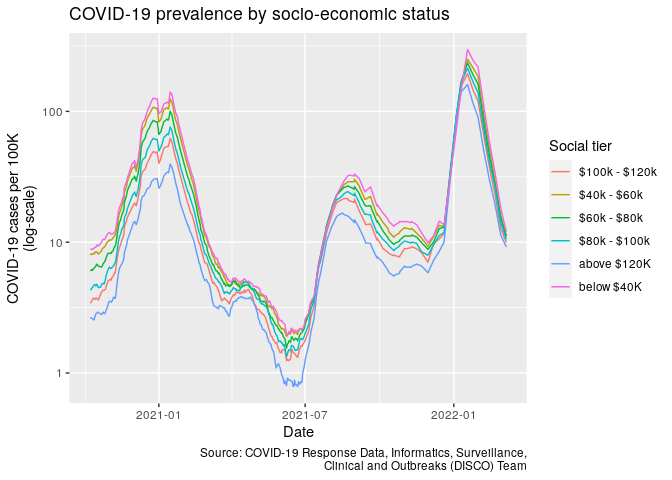 COVID-19 prevalence by socio-economic status
COVID-19 cases per 100K
(log-scale)
100
10
1
2021-01
2021-07
2022-01
Date
Social tier
$100k - $120k
$40k - $60k
$60k - $80k
$80k - $100k
above $120K
below $40K
Source: COVID-19 Response Data, Informatics, Surveillance,
Clinical and Outbreaks (DISCO) Team